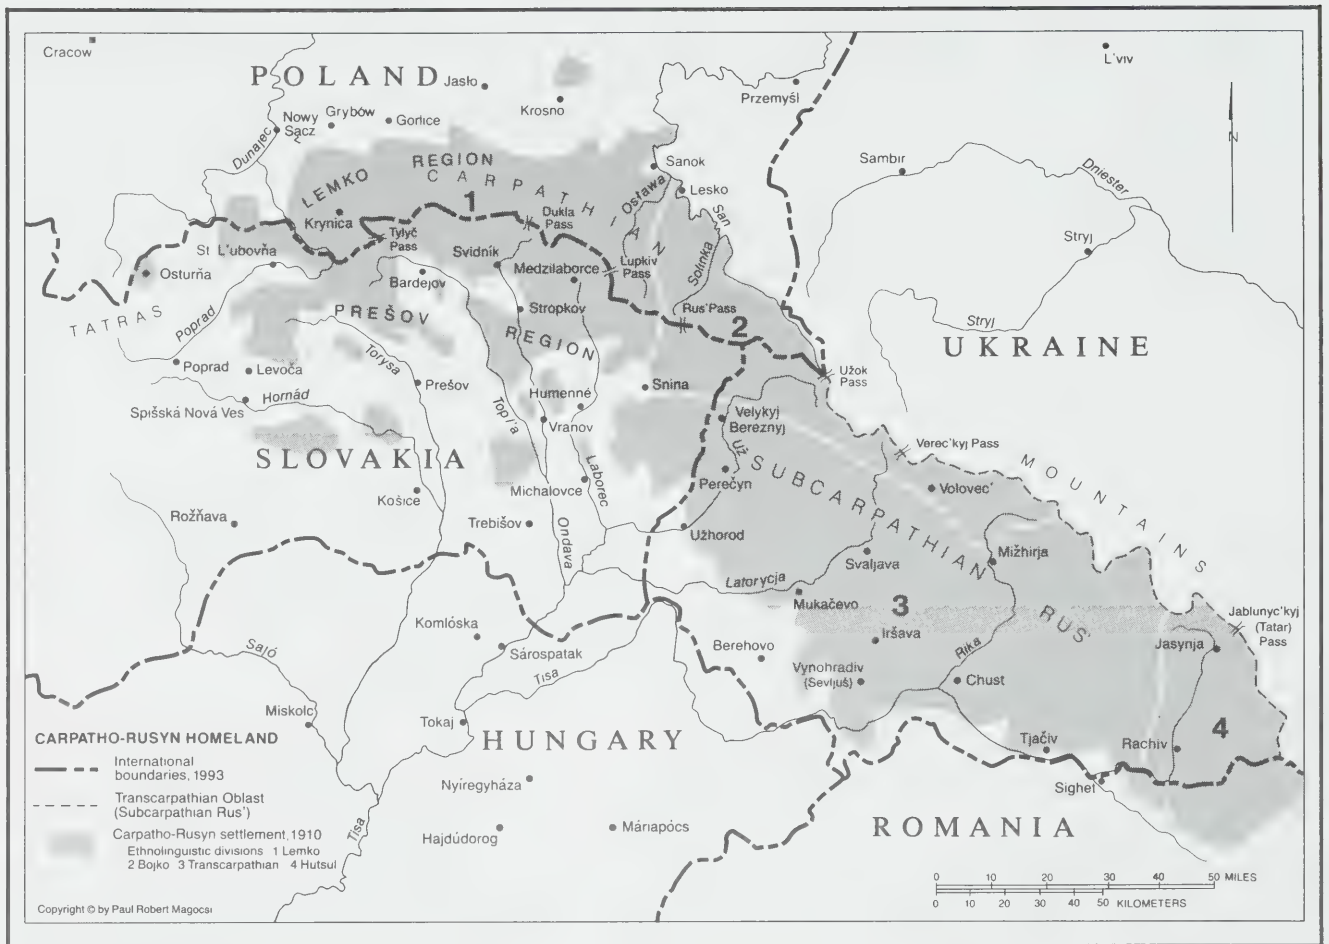 Cracow
L'viv
POLAND
Jasło
Przemyśl
Krosno
Nowy
Sącz
Grybów
Gorlice
Dunajec
N
Sambir
Dniester
Sanok
REGION
CARPATHIAN
LEMKO
Osława
Lesko
1
San
Krynica
Dukla
Pass
Tylyč
Pass
Stryj
St L'ubovňa
Svidník
Medzilaborce
Lupkiv
Pass
Solinka
Osturňa
Bardejov
TATRAS
PREŠOV
REGION
Stropkov
Rus' Pass
2
Stryj
Poprad
UKRAINE
Torysa
Poprad
Levoča
Prešov
Snina
Užok
Pass
Hornád
Spišská Nová Ves
Humenné
Topl'a
Vranov
Velykyj
Bereznyj
Už
Verec'kyj Pass
MOUNTAINS
SLOVAKIA
SUBCARPATHIAN
RUS'
Laborec
Perečyn
Volovec'
Košice
Michalovce
Rožňava
Trebišov
Ondava
Užhorod
Mižhirja
Svaljava
Latorycja
Mukačevo
3
Jablunyc'kyj
(Tatar)
Pass
Komlóska
Iršava
Sajó
Sárospatak
Berehovo
Jasynja
Rika
Tisa
Vynohradiv
(Sevljuš)
Chust
Miskolc
Tokaj
HUNGARY
Tjačiv
Rachiv
4
CARPATHO-RUSYN HOMELAND
International
boundaries, 1993
Transcarpathian Oblast
(Subcarpathian Rus')
Carpatho-Rusyn settlement, 1910
Ethnolinguistic divisions 1 Lemko
2 Bojko 3 Transcarpathian 4 Hutsul
Nyíregyháza
Sighet
Tisa
Hajdúdorog
Máriapócs
ROMANIA
0 10 20 30 40 50 MILES
0 10 20 30 40 50 KILOMETERS
Copyright © by Paul Robert Magocsi